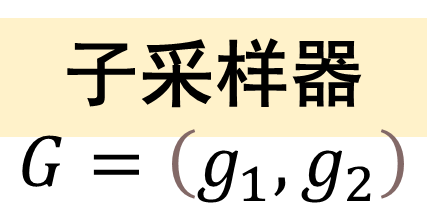 子采样器
G = (g₁, g₂)